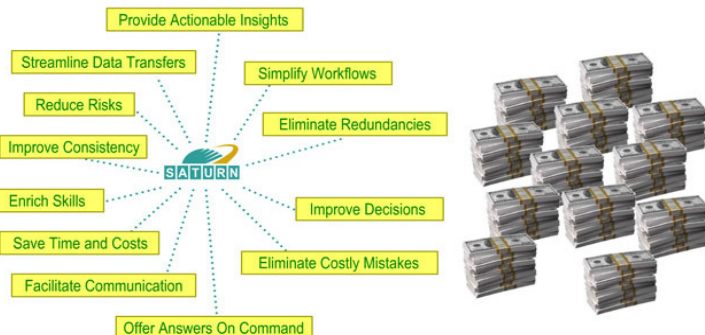 Provide Actionable Insights
Streamline Data Transfers
Simplify Workflows
Reduce Risks
Eliminate Redundancies
Improve Consistency
SATURN
Enrich Skills
Improve Decisions
Save Time and Costs
Eliminate Costly Mistakes
Facilitate Communication
Offer Answers On Command